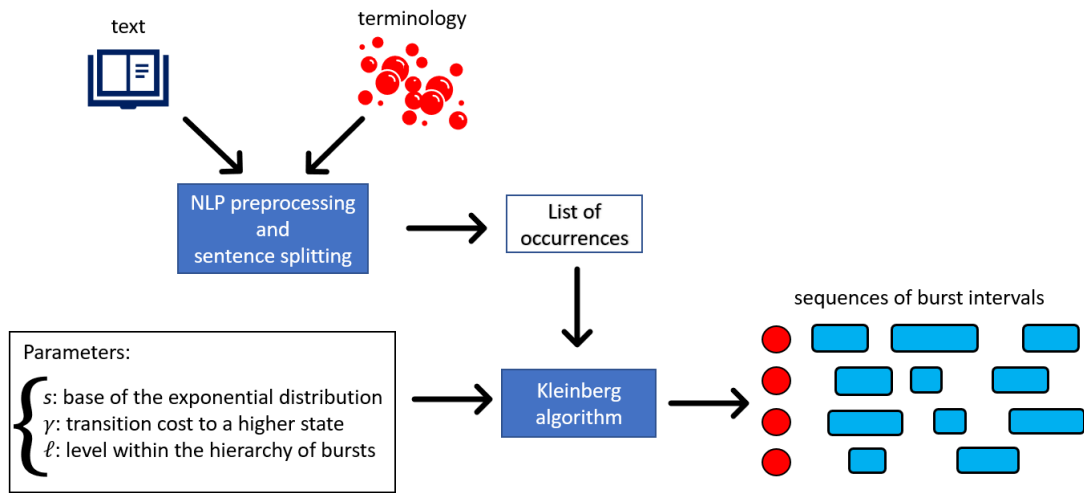 text
terminology
NLP preprocessing
and
sentence splitting
List of
occurrences
sequences of burst intervals
Parameters:
s: base of the exponential distribution
γ: transition cost to a higher state
ℓ: level within the hierarchy of bursts
Kleinberg
algorithm